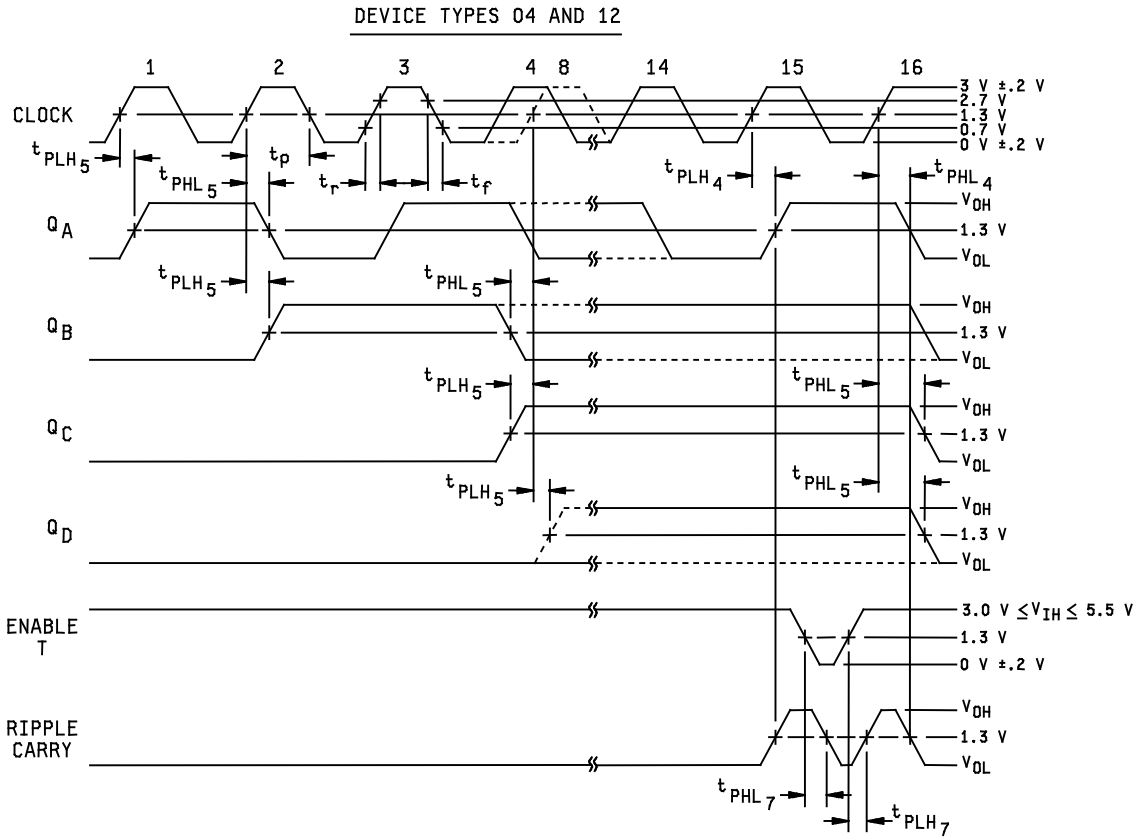 DEVICE TYPES 04 AND 12
1 2 3 4 8 14 15 16
CLOCK
3 V ±.2 V
2.7 V
1.3 V
0.7 V
0 V ±.2 V
tPLH5 tPHL5 tp tr tf tPLH4 tPHL4
QA
VOH
1.3 V
VOL
tPLH5 tPHL5
QB
VOH
1.3 V
VOL
tPLH5 tPHL5
QC
VOH
1.3 V
VOL
tPLH5 tPHL5
QD
VOH
1.3 V
VOL
ENABLE
T
3.0 V ≤VIH≤ 5.5 V
1.3 V
0 V ±.2 V
RIPPLE
CARRY
VOH
1.3 V
VOL
tPHL7
tPLH7